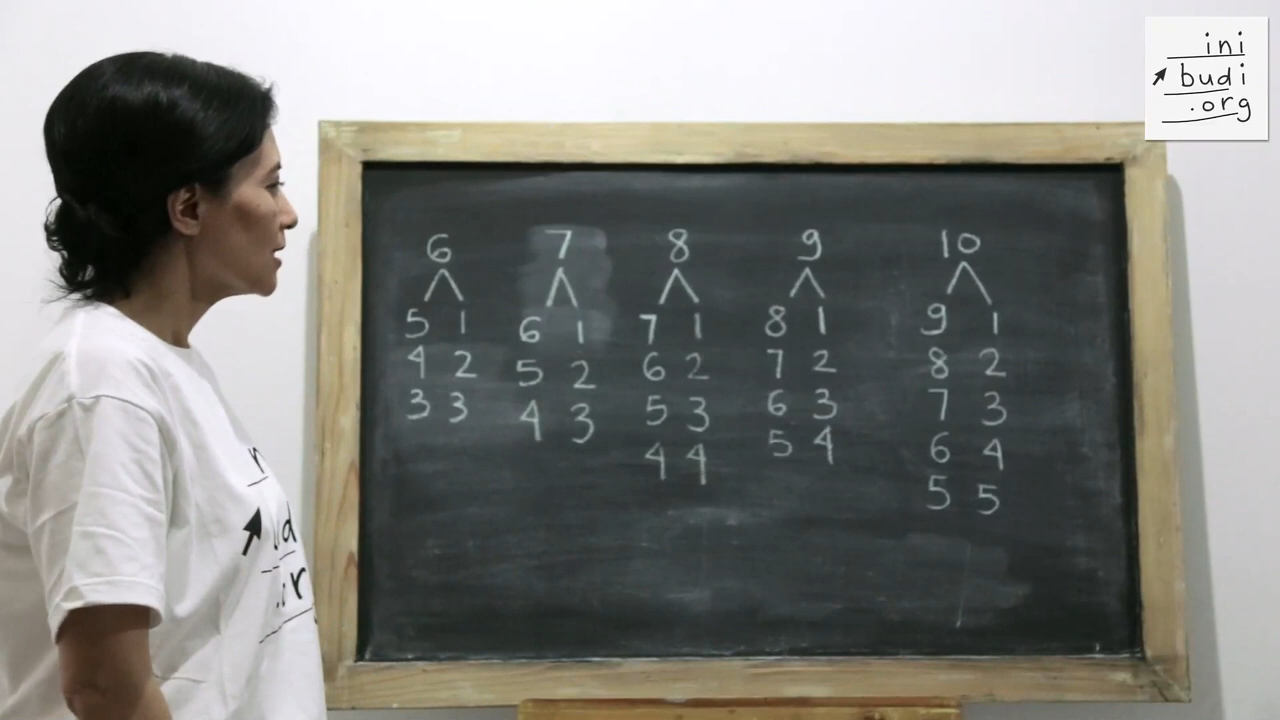 ini
budi
.org
6 7 8 9 10
5 1 6 1 7 1 8 1 9 1
4 2 5 2 6 2 7 2 8 2
3 3 4 3 5 3 6 3 7 3
4 4 5 4 6 4
5 5